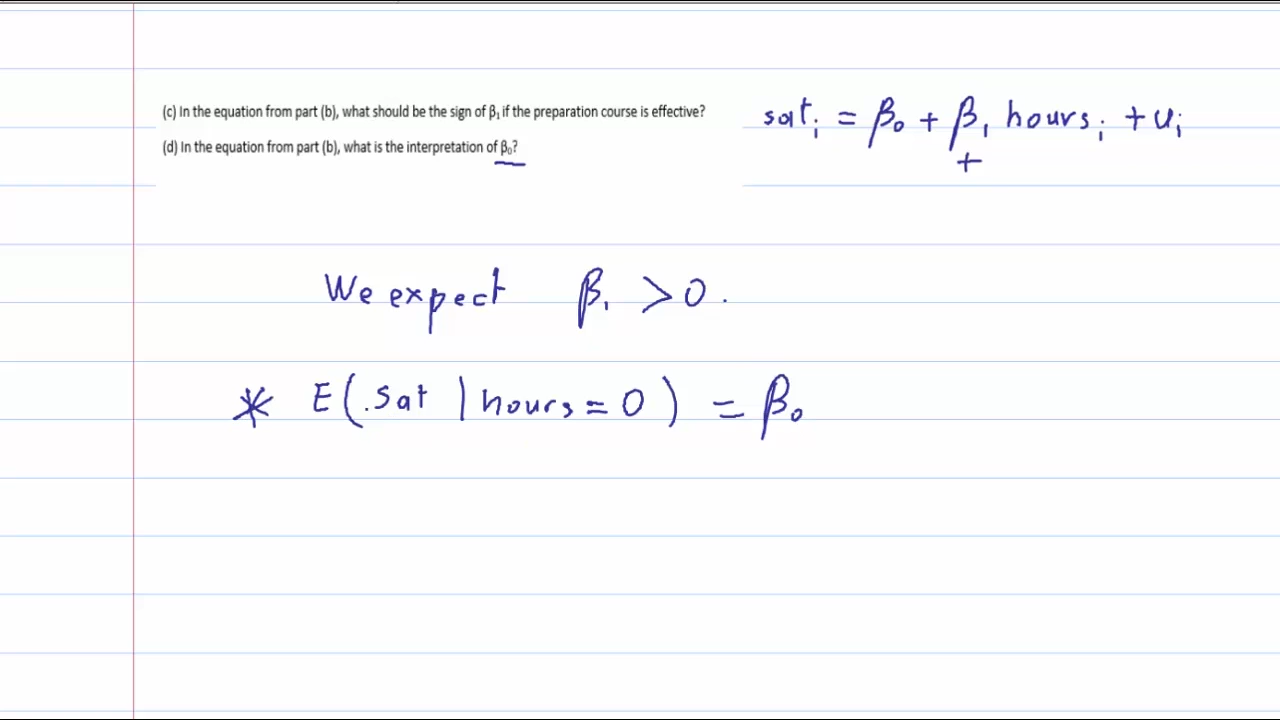 (c) In the equation from part (b), what should be the sign of β₁ if the preparation course is effective?
satᵢ = β₀ + β₁ hoursᵢ + uᵢ
+
(d) In the equation from part (b), what is the interpretation of β₀?
We expect β₁ > 0.
* E(.Sat | hours = 0) = β₀